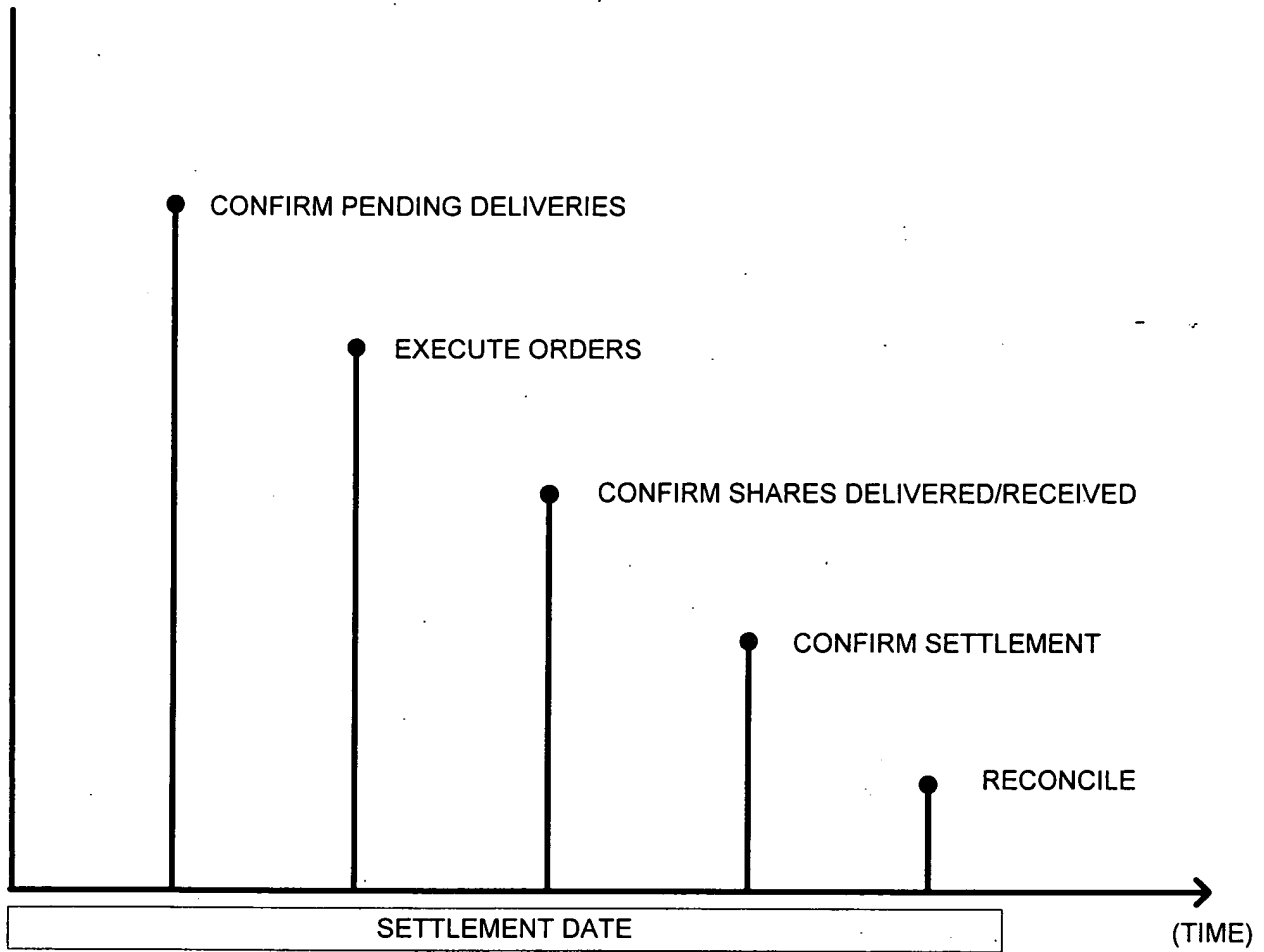 CONFIRM PENDING DELIVERIES
EXECUTE ORDERS
CONFIRM SHARES DELIVERED/RECEIVED
CONFIRM SETTLEMENT
RECONCILE
SETTLEMENT DATE
(TIME)